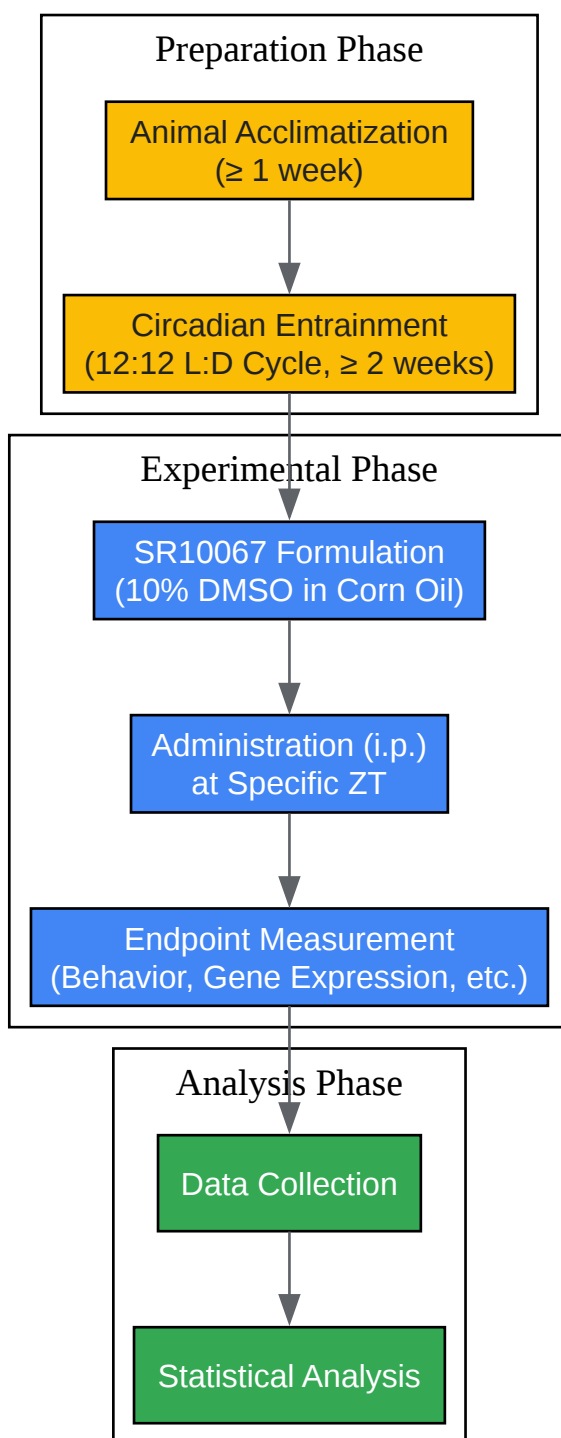 Preparation Phase
Animal Acclimatization
(≥ 1 week)
Circadian Entrainment
(12:12 L:D Cycle, ≥ 2 weeks)
Experimental Phase
SR10067 Formulation
(10% DMSO in Corn Oil)
Administration (i.p.)
at Specific ZT
Endpoint Measurement
(Behavior, Gene Expression, etc.)
Analysis Phase
Data Collection
Statistical Analysis